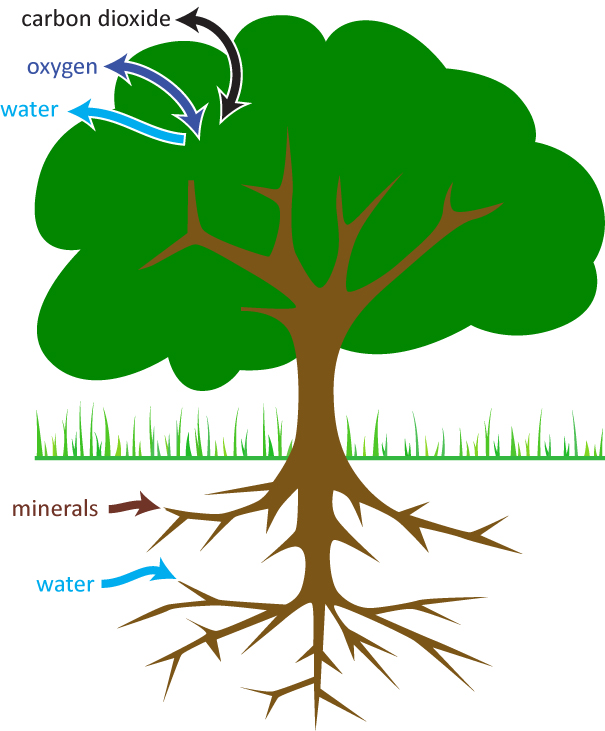 carbon dioxide
oxygen
water
minerals
water